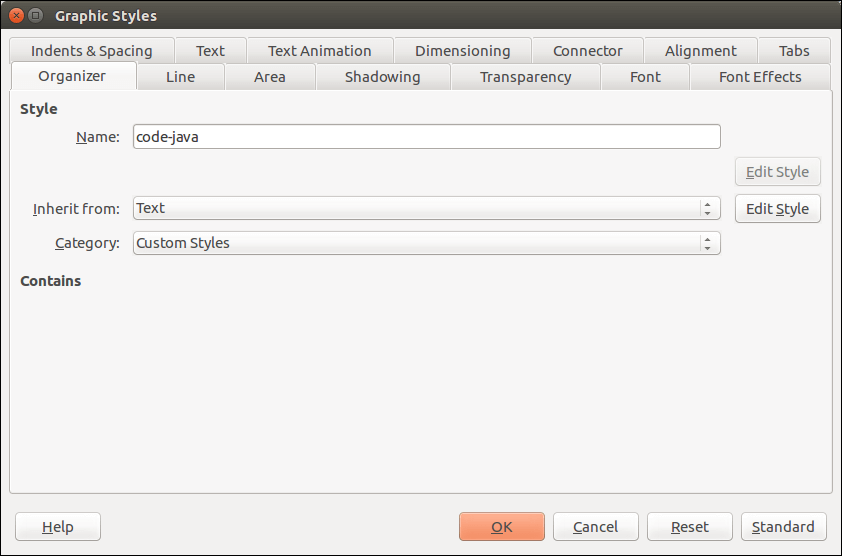 Graphic Styles
Indents & Spacing Text Text Animation Dimensioning Connector Alignment Tabs
Organizer Line Area Shadowing Transparency Font Font Effects
Style
Name: code-java
Edit Style
Inherit from: Text Edit Style
Category: Custom Styles
Contains
Help OK Cancel Reset Standard